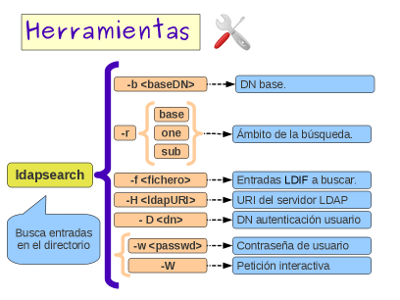 Herramientas
-b <baseDN>
DN base.
-r
base
one
sub
Ámbito de la búsqueda.
ldapsearch
Busca entradas
en el directorio
-f <fichero>
Entradas LDIF a buscar.
-H <ldapURI>
URI del servidor LDAP
- D <dn>
DN autenticación usuario
-w <passwd>
Contraseña de usuario
-W
Petición interactiva